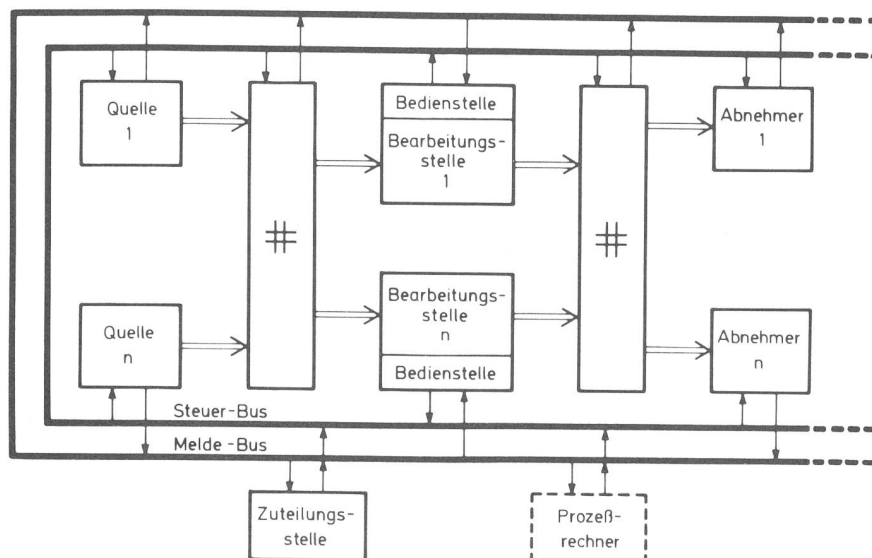 Quelle
1
Bedienstelle
Bearbeitungs-
stelle
1
Abnehmer
1
Quelle
n
Bearbeitungs-
stelle
n
Bedienstelle
Abnehmer
n
Steuer-Bus
Melde-Bus
Zuteilungs-
stelle
Prozeß-
rechner